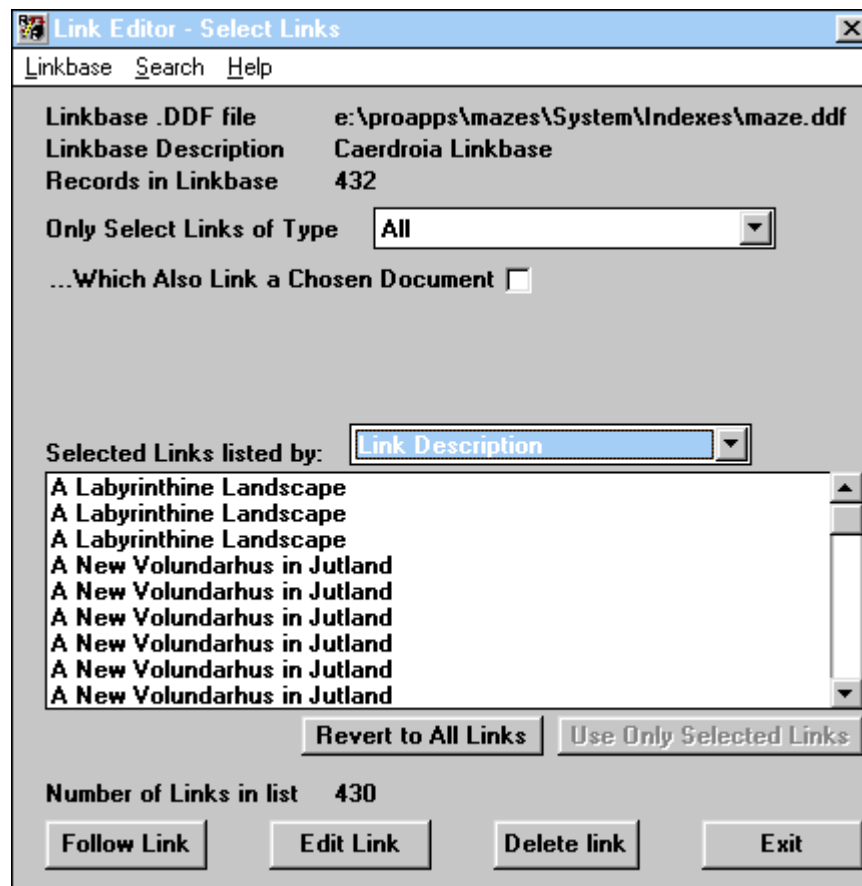 Link Editor - Select Links
Linkbase Search Help
Linkbase .DDF file e:\proapps\mazes\System\Indexes\maze.ddf
Linkbase Description Caerdroia Linkbase
Records in Linkbase 432
Only Select Links of Type All
...Which Also Link a Chosen Document
Selected Links listed by: Link Description
A Labyrinthine Landscape
A Labyrinthine Landscape
A Labyrinthine Landscape
A New Volundarhus in Jutland
A New Volundarhus in Jutland
A New Volundarhus in Jutland
A New Volundarhus in Jutland
A New Volundarhus in Jutland
A New Volundarhus in Jutland
Revert to All Links Use Only Selected Links
Number of Links in list 430
Follow Link Edit Link Delete link Exit